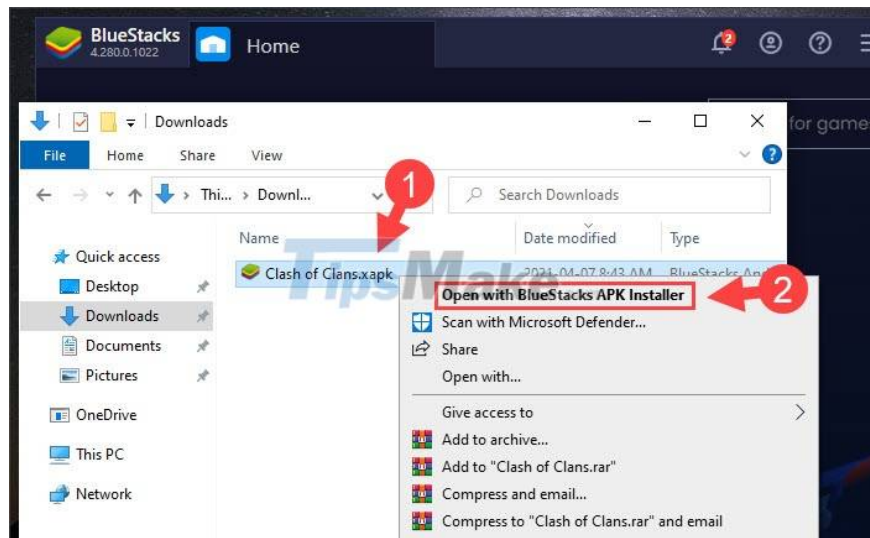 BlueStacks
4.280.0.1022
Home
2
for game
Downloads
File Home Share View
Thi... Downl... Search Downloads
1
Name Date modified Type
Quick access
Clash of Clans.xapk 2021-04-07 8:43 AM BlueStacks And
TipsMake
Desktop
Open with BlueStacks APK Installer
2
Downloads
Scan with Microsoft Defender...
Documents
Share
Pictures
Open with...
OneDrive
Give access to
Add to archive...
This PC
Add to "Clash of Clans.rar"
Network
Compress and email...
Compress to "Clash of Clans.rar" and email